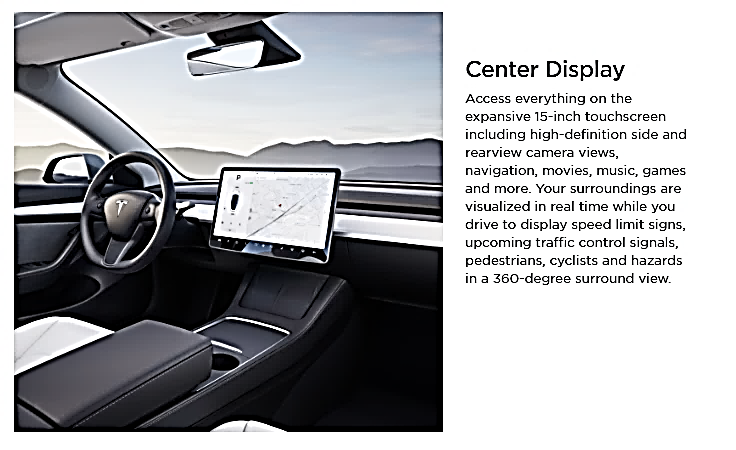 Center Display
Access everything on the
expansive 15-inch touchscreen
including high-definition side and
rearview camera views,
navigation, movies, music, games
and more. Your surroundings are
visualized in real time while you
drive to display speed limit signs,
upcoming traffic control signals,
pedestrians, cyclists and hazards
in a 360-degree surround view.